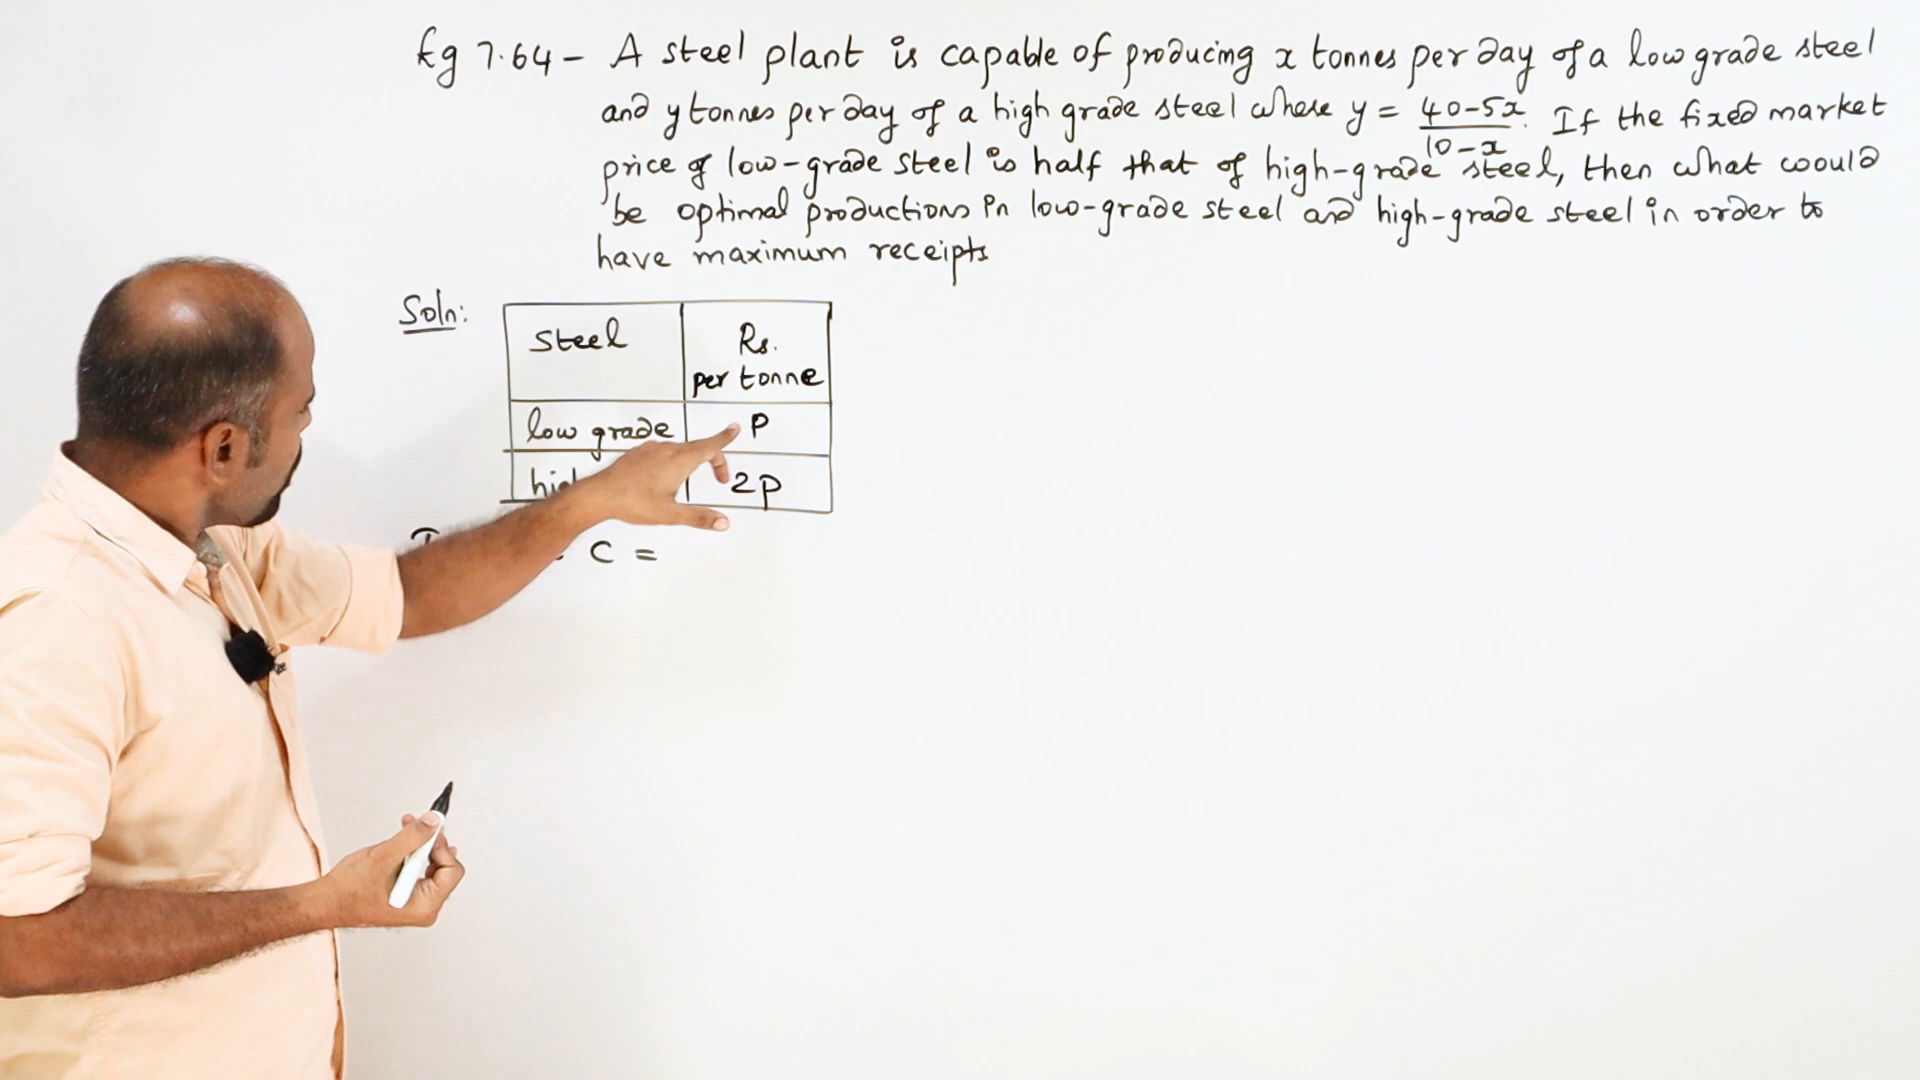 Eg 7.64 - A steel plant is capable of producing x tonnes per day of a low grade steel
and y tonnes per day of a high grade steel where y = (40-5x)/(10-x). If the fixed market
price of low-grade steel is half that of high-grade steel, then what would
be optimal productions in low-grade steel and high-grade steel in order to
have maximum receipts
Soln:
Steel Rs. per tonne
low grade P
2P
C =